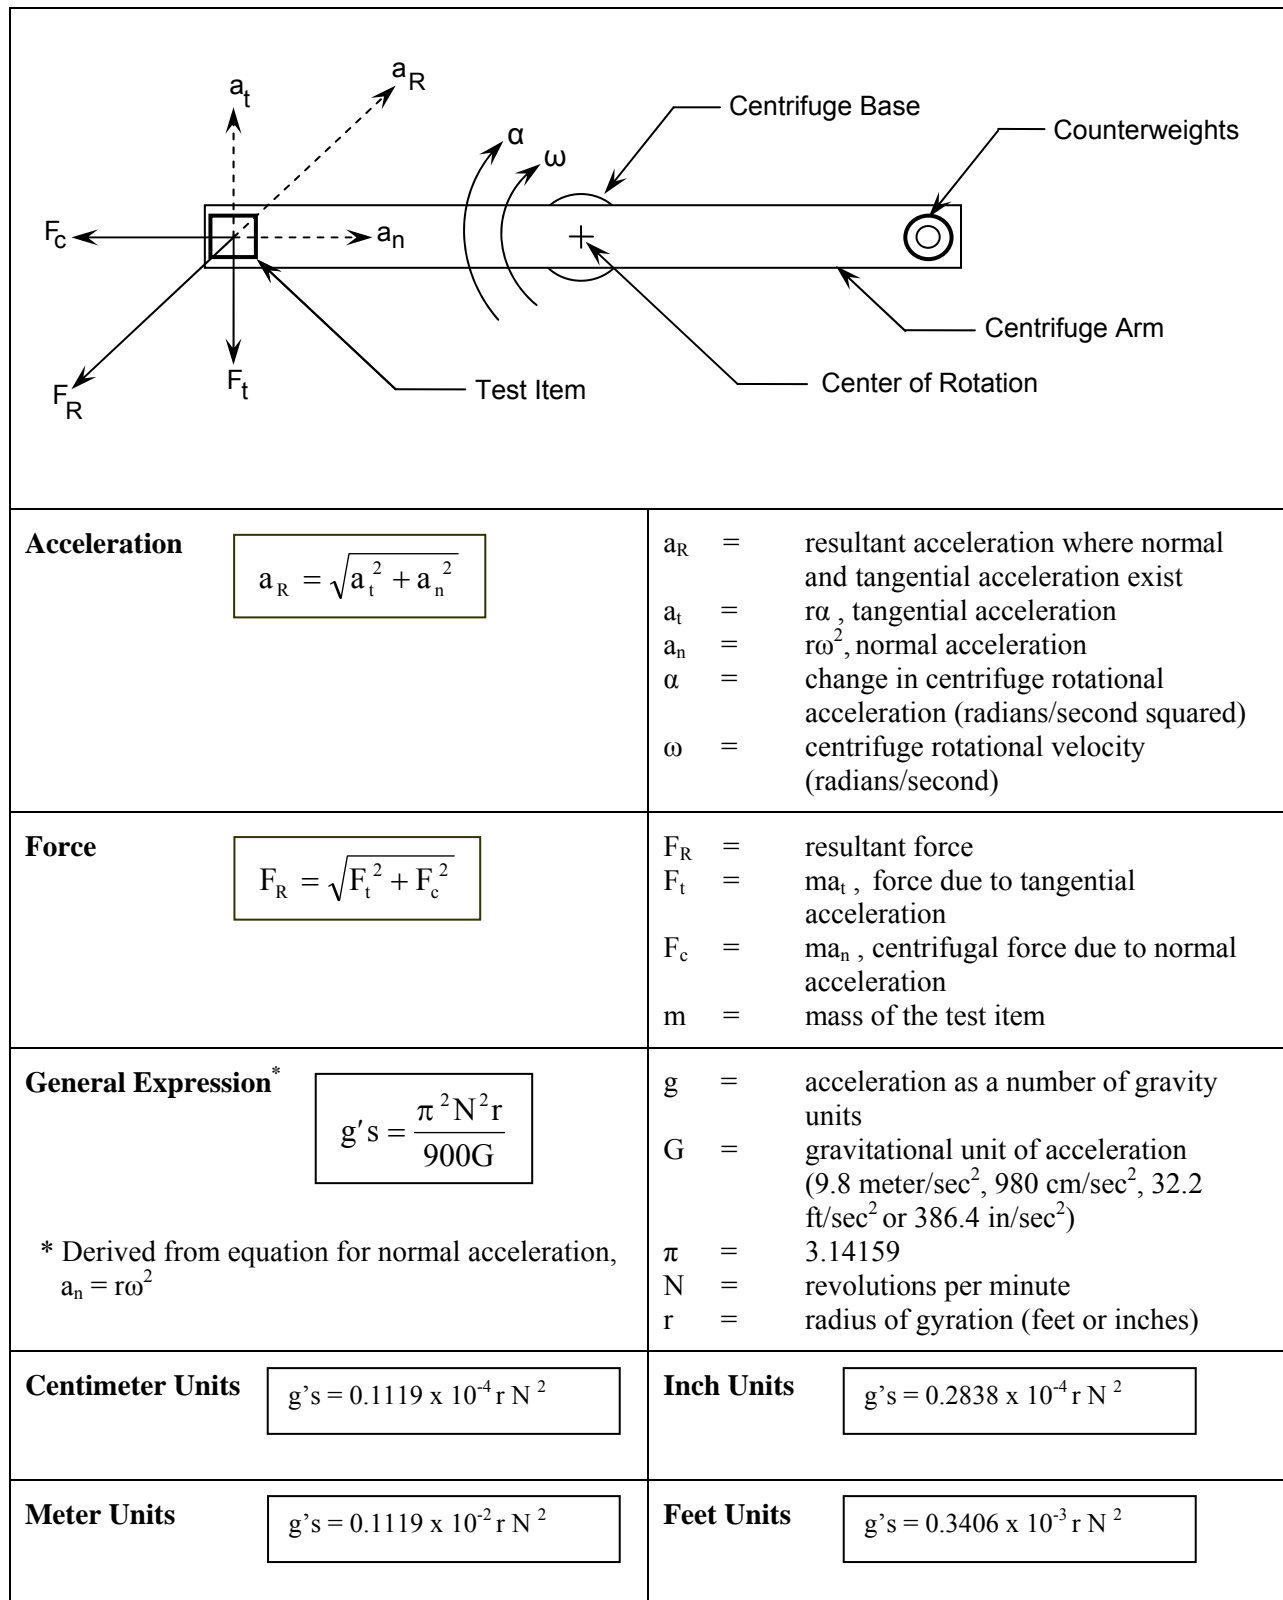 a_t
a_R
Centrifuge Base
Counterweights
α
ω
F_c
a_n
Centrifuge Arm
F_t
Test Item
Center of Rotation
F_R
Acceleration
a_R = √(a_t² + a_n²)
a_R = resultant acceleration where normal
and tangential acceleration exist
a_t = rα , tangential acceleration
a_n = rω², normal acceleration
α = change in centrifuge rotational
acceleration (radians/second squared)
ω = centrifuge rotational velocity
(radians/second)
Force
F_R = √(F_t² + F_c²)
F_R = resultant force
F_t = ma_t , force due to tangential
acceleration
F_c = ma_n , centrifugal force due to normal
acceleration
m = mass of the test item
General Expression*
g's = π²N²r / 900G
* Derived from equation for normal acceleration,
a_n = rω²
g = acceleration as a number of gravity
units
G = gravitational unit of acceleration
(9.8 meter/sec², 980 cm/sec², 32.2
ft/sec² or 386.4 in/sec²)
π = 3.14159
N = revolutions per minute
r = radius of gyration (feet or inches)
Centimeter Units g's = 0.1119 x 10⁻⁴ r N ²
Inch Units g's = 0.2838 x 10⁻⁴ r N ²
Meter Units g's = 0.1119 x 10⁻² r N ²
Feet Units g's = 0.3406 x 10⁻³ r N ²